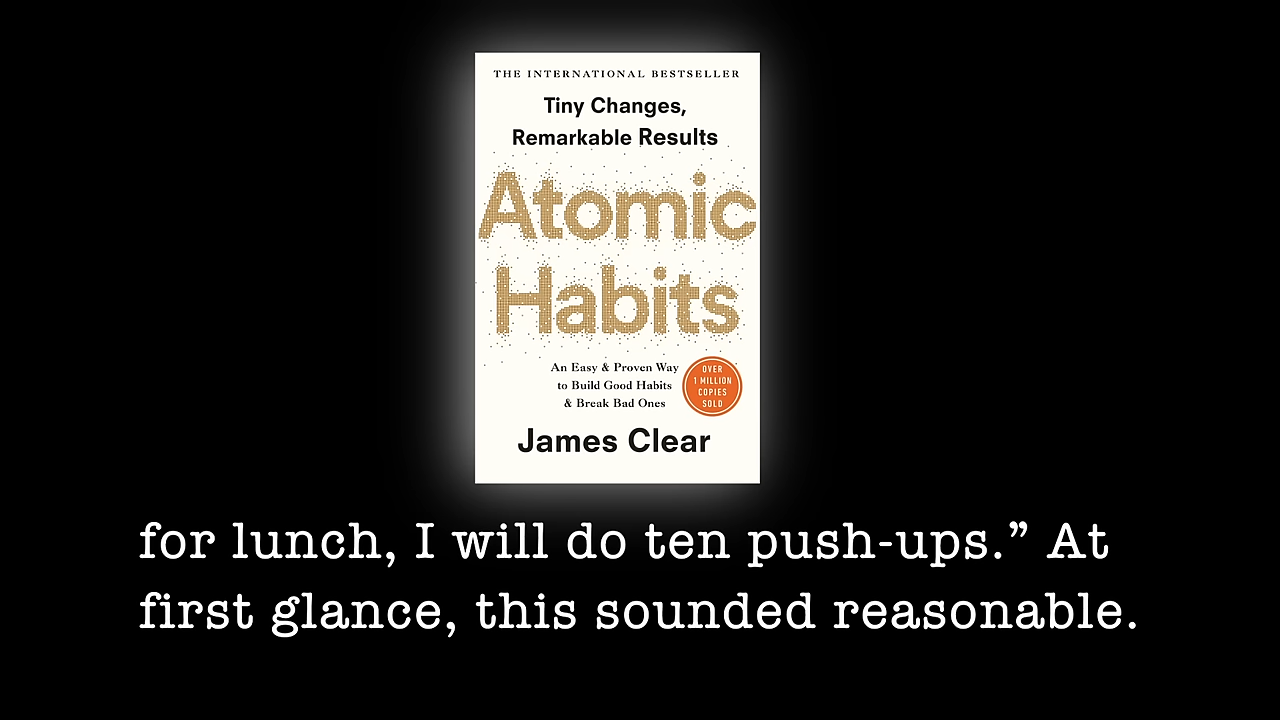 THE INTERNATIONAL BESTSELLER
Tiny Changes,
Remarkable Results
Atomic
Habits
An Easy & Proven Way
to Build Good Habits
& Break Bad Ones
OVER
1 MILLION
COPIES
SOLD
James Clear
for lunch, I will do ten push-ups.” At
first glance, this sounded reasonable.